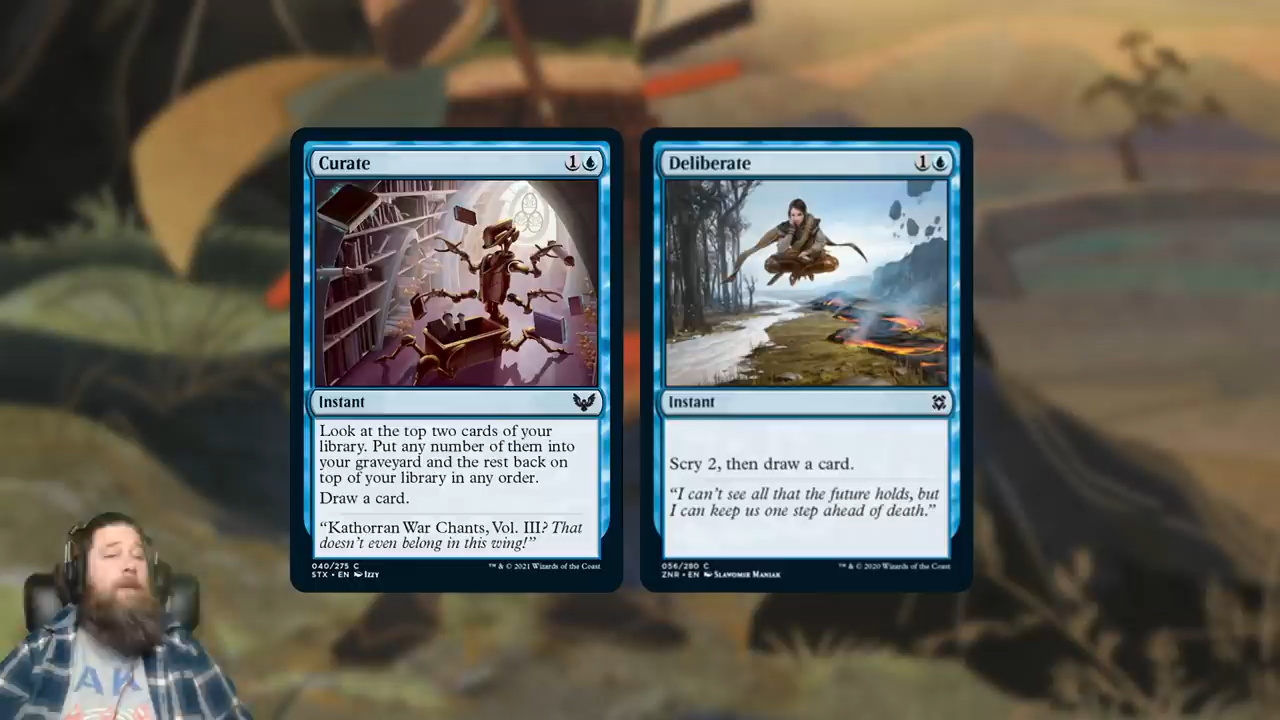 Curate 1
Instant
Look at the top two cards of your
library. Put any number of them into
your graveyard and the rest back on
top of your library in any order.
Draw a card.
“Kathorran War Chants, Vol. III? That
doesn’t even belong in this wing!”
040/275 C
STX • EN Izzy
™ & © 2021 Wizards of the Coast
Deliberate 1
Instant
Scry 2, then draw a card.
“I can’t see all that the future holds, but
I can keep us one step ahead of death.”
056/280 C
ZNR • EN Slawomir Maniak
™ & © 2020 Wizards of the Coast
AK